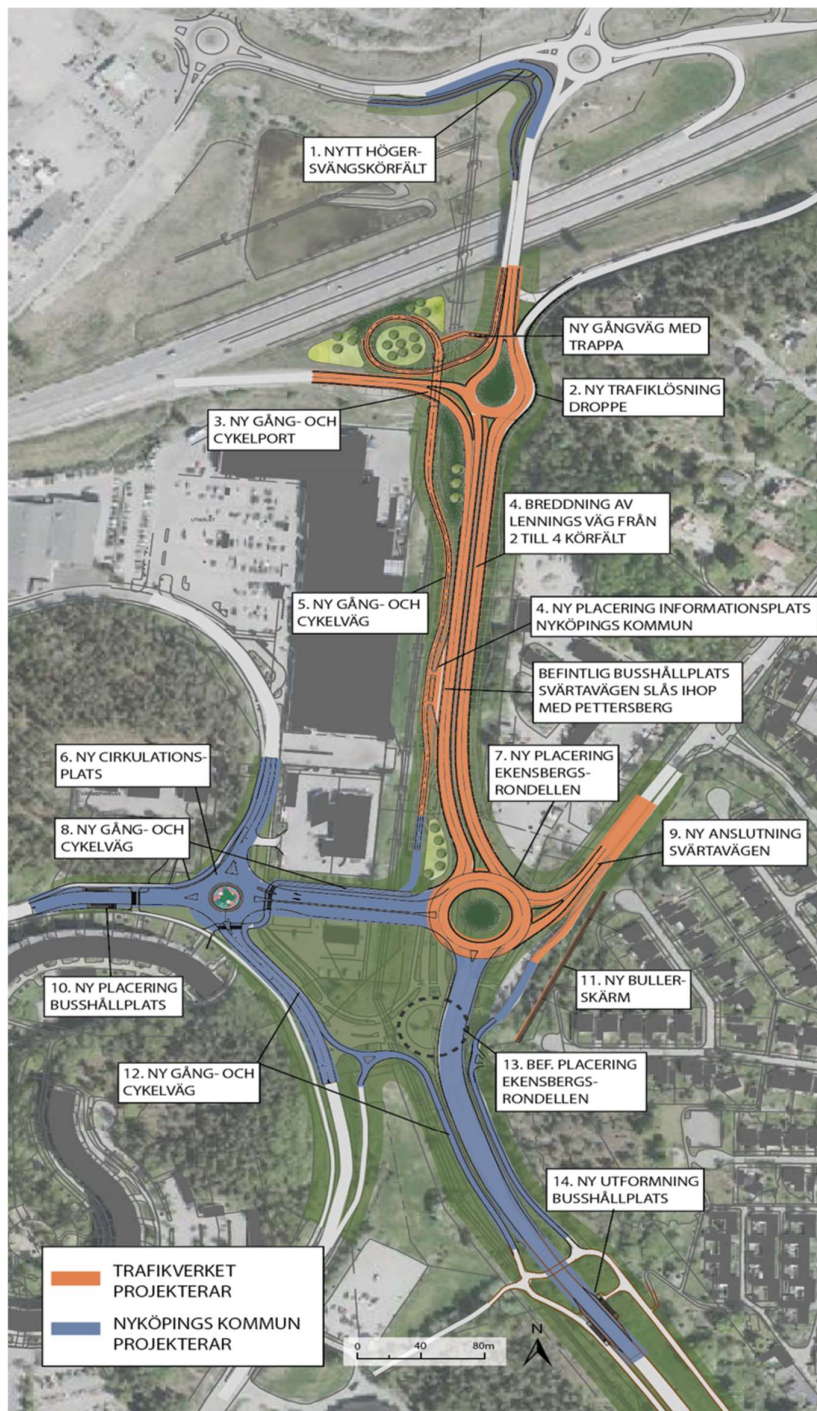 1. NYTT HÖGER-
SVÄNGSKÖRFÄLT
NY GÅNGVÄG MED
TRAPPA
2. NY TRAFIKLÖSNING
DROPPE
3. NY GÅNG- OCH
CYKELPORT
4. BREDDNING AV
LENNINGS VÄG FRÅN
2 TILL 4 KÖRFÄLT
5. NY GÅNG- OCH
CYKELVÄG
4. NY PLACERING INFORMATIONSPLATS
NYKÖPINGS KOMMUN
BEFINTLIG BUSSHÅLLPLATS
SVÄRTAVÄGEN SLÅS IHOP
MED PETTERSBERG
6. NY CIRKULATIONS-
PLATS
7. NY PLACERING
EKENSBERGS-
RONDELLEN
8. NY GÅNG- OCH
CYKELVÄG
9. NY ANSLUTNING
SVÄRTAVÄGEN
10. NY PLACERING
BUSSHÅLLPLATS
11. NY BULLER-
SKÄRM
12. NY GÅNG- OCH
CYKELVÄG
13. BEF. PLACERING
EKENSBERGS-
RONDELLEN
14. NY UTFORMNING
BUSSHÅLLPLATS
TRAFIKVERKET
PROJEKTERAR
NYKÖPINGS KOMMUN
PROJEKTERAR
0 40 80m
N